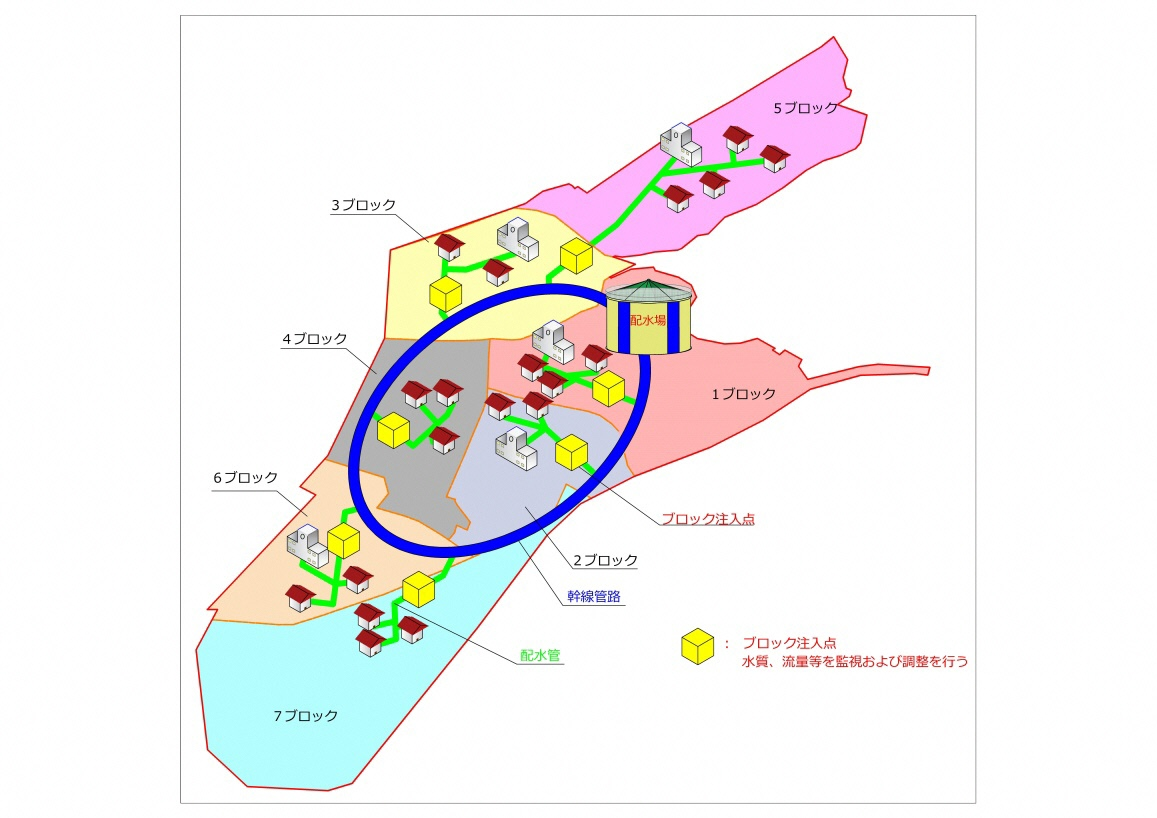 ５ブロック
３ブロック
配水場
４ブロック
１ブロック
６ブロック
ブロック注入点
２ブロック
幹線管路
配水管
： ブロック注入点
水質、流量等を監視および調整を行う
７ブロック